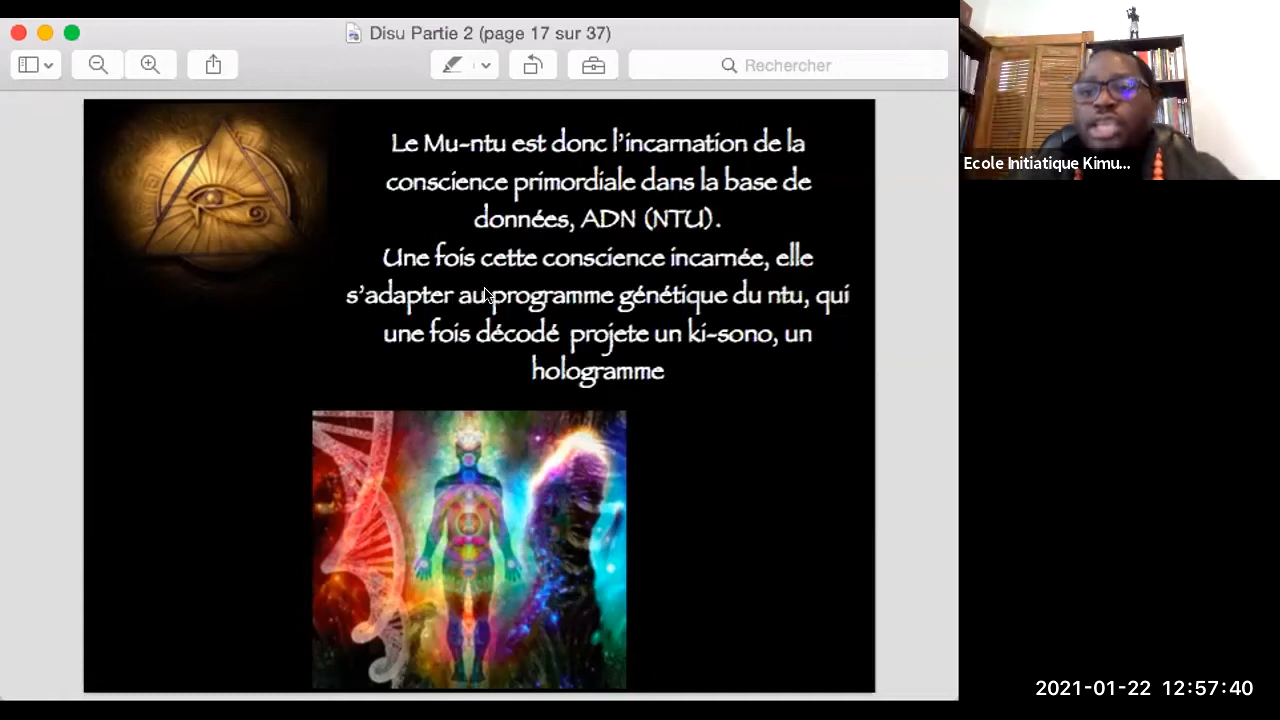 Disu Partie 2 (page 17 sur 37)
Rechercher
Le Mu-ntu est donc l'incarnation de la
conscience primordiale dans la base de
données, ADN (NTU).
Une fois cette conscience incarnée, elle
s'adapter au programme génétique du ntu, qui
une fois décodé projete un ki-sono, un
hologramme
Ecole Initiatique Kimu...
2021-01-22 12:57:40